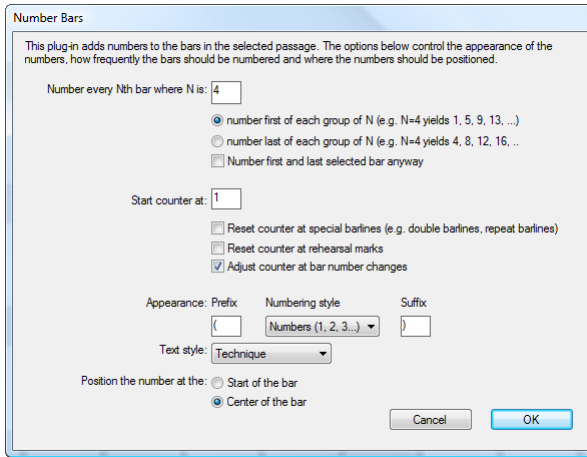 Number Bars
This plug-in adds numbers to the bars in the selected passage. The options below control the appearance of the
numbers, how frequently the bars should be numbered and where the numbers should be positioned.
Number every Nth bar where N is: 4
number first of each group of N (e.g. N=4 yields 1, 5, 9, 13, ...)
number last of each group of N (e.g. N=4 yields 4, 8, 12, 16, ..
Number first and last selected bar anyway
Start counter at: 1
Reset counter at special barlines (e.g. double barlines, repeat barlines)
Reset counter at rehearsal marks
Adjust counter at bar number changes
Appearance: Prefix Numbering style Suffix
( Numbers (1, 2, 3...) )
Text style: Technique
Position the number at the: Start of the bar
Center of the bar
Cancel OK